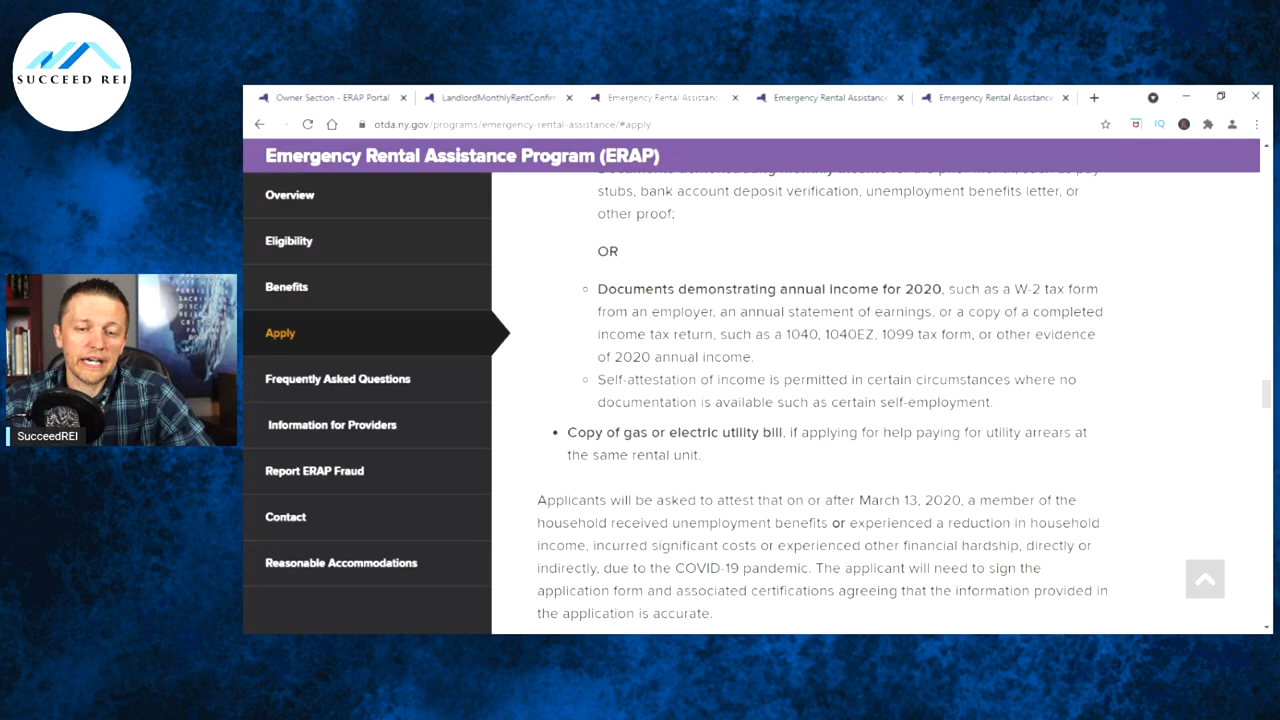 SUCCEED REI
Owner Section - ERAP Portal
LandlordMonthlyRentConfirm
Emergency Rental Assistance
Emergency Rental Assistance
Emergency Rental Assistance
otda.ny.gov/programs/emergency-rental-assistance/#apply
IQ
Emergency Rental Assistance Program (ERAP)
Overview
Eligibility
Benefits
Apply
Frequently Asked Questions
Information for Providers
Report ERAP Fraud
Contact
Reasonable Accommodations
stubs, bank account deposit verification, unemployment benefits letter, or
other proof;
OR
Documents demonstrating annual income for 2020, such as a W-2 tax form
from an employer, an annual statement of earnings, or a copy of a completed
income tax return, such as a 1040, 1040EZ, 1099 tax form, or other evidence
of 2020 annual income.
Self-attestation of income is permitted in certain circumstances where no
documentation is available such as certain self-employment.
Copy of gas or electric utility bill, if applying for help paying for utility arrears at
the same rental unit.
Applicants will be asked to attest that on or after March 13, 2020, a member of the
household received unemployment benefits or experienced a reduction in household
income, incurred significant costs or experienced other financial hardship, directly or
indirectly, due to the COVID-19 pandemic. The applicant will need to sign the
application form and associated certifications agreeing that the information provided in
the application is accurate.
SucceedREI